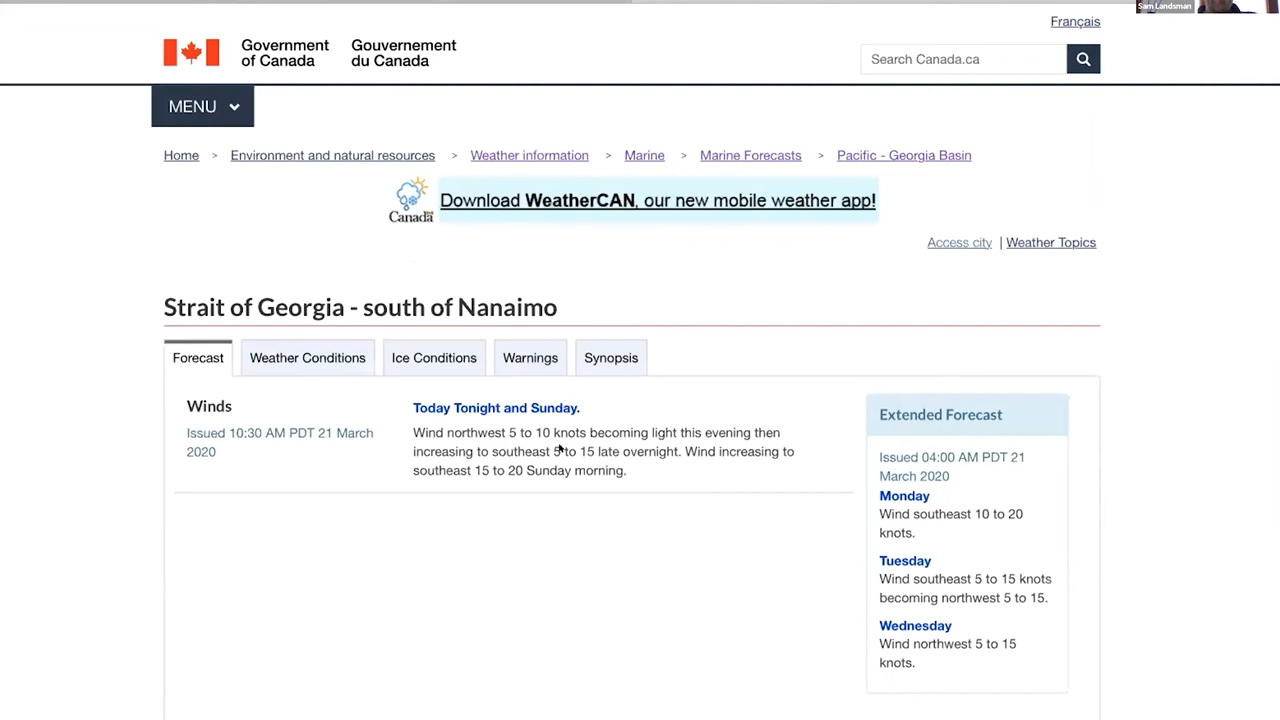 Sam Landsman
Français
Government of Canada
Gouvernement du Canada
Search Canada.ca
MENU
Home > Environment and natural resources > Weather information > Marine > Marine Forecasts > Pacific - Georgia Basin
Canada
Download WeatherCAN, our new mobile weather app!
Access city | Weather Topics
Strait of Georgia - south of Nanaimo
Forecast
Weather Conditions
Ice Conditions
Warnings
Synopsis
Winds
Issued 10:30 AM PDT 21 March
2020
Today Tonight and Sunday.
Wind northwest 5 to 10 knots becoming light this evening then
increasing to southeast 5 to 15 late overnight. Wind increasing to
southeast 15 to 20 Sunday morning.
Extended Forecast
Issued 04:00 AM PDT 21
March 2020
Monday
Wind southeast 10 to 20
knots.
Tuesday
Wind southeast 5 to 15 knots
becoming northwest 5 to 15.
Wednesday
Wind northwest 5 to 15
knots.